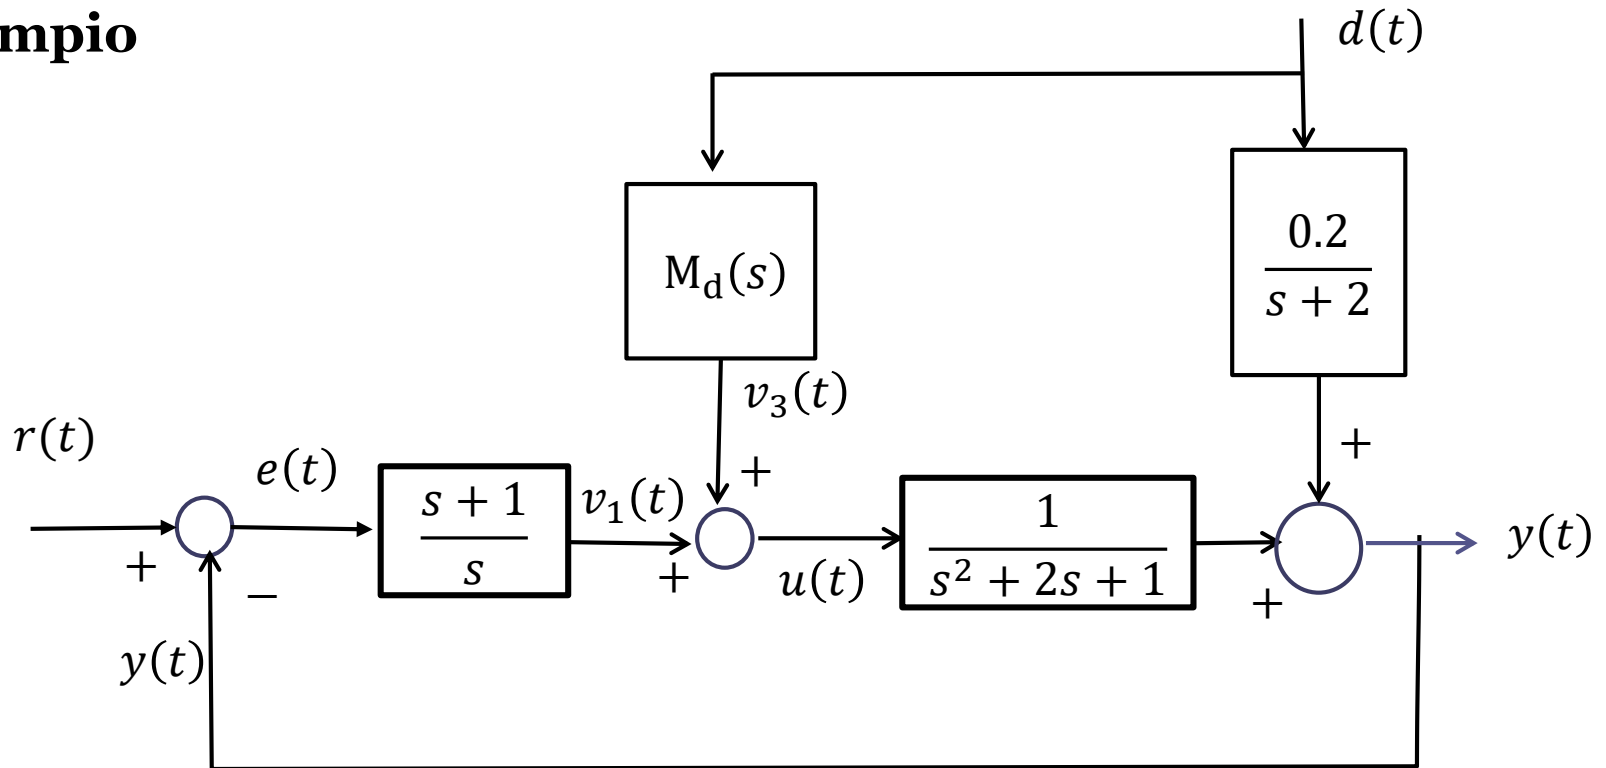 mpio
d(t)
0.2
s + 2
M_d(s)
v_3(t)
+
r(t)
+
e(t)
s + 1
s
v_1(t)
+
1
s^2 + 2s + 1
y(t)
+
−
+
u(t)
+
y(t)